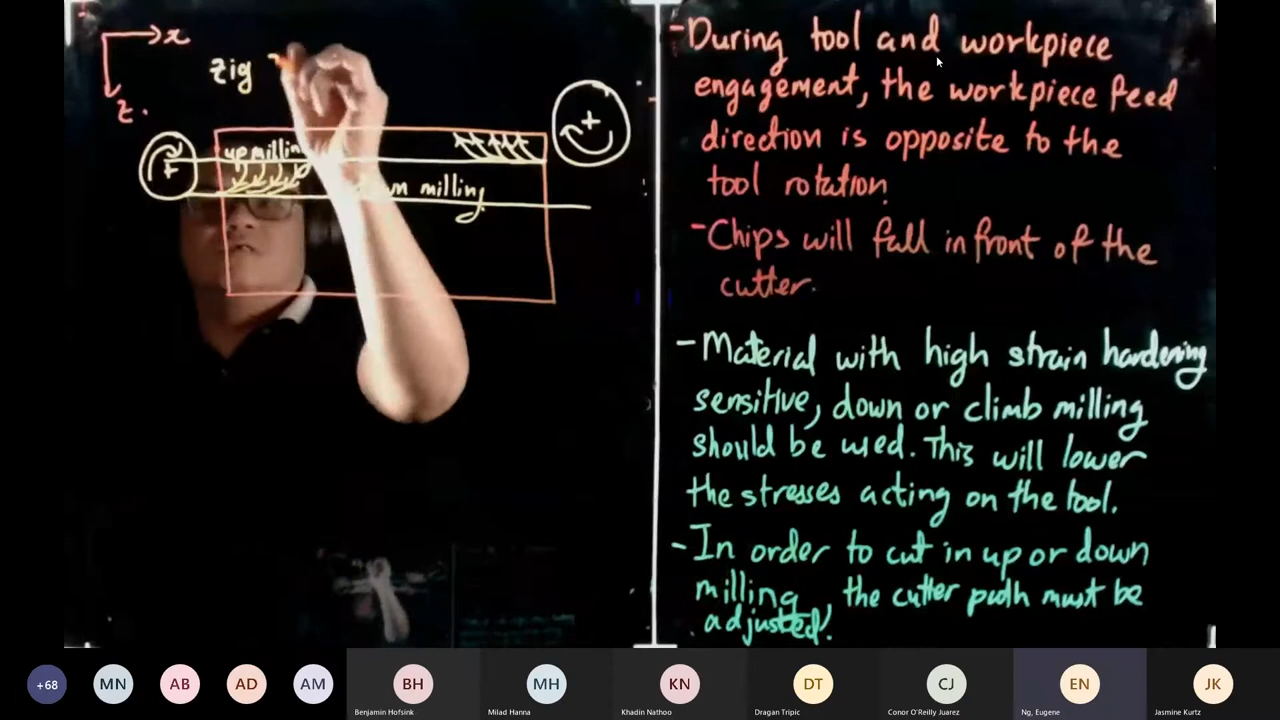 x
z.
zig
up milling
milling
-During tool and workpiece
engagement, the workpiece feed
direction is opposite to the
tool rotation.
-Chips will fall in front of the
cutter.
-Material with high strain hardening
sensitive, down or climb milling
should be used. This will lower
the stresses acting on the tool.
-In order to cut in up or down
milling, the cutter path must be
adjusted.
+68
MN
AB
AD
AM
BH
Benjamin Hofsink
MH
Milad Hanna
KN
Khadin Nathoo
DT
Dragan Tripic
CJ
Conor O'Reilly Juarez
EN
Ng, Eugene
JK
Jasmine Kurtz